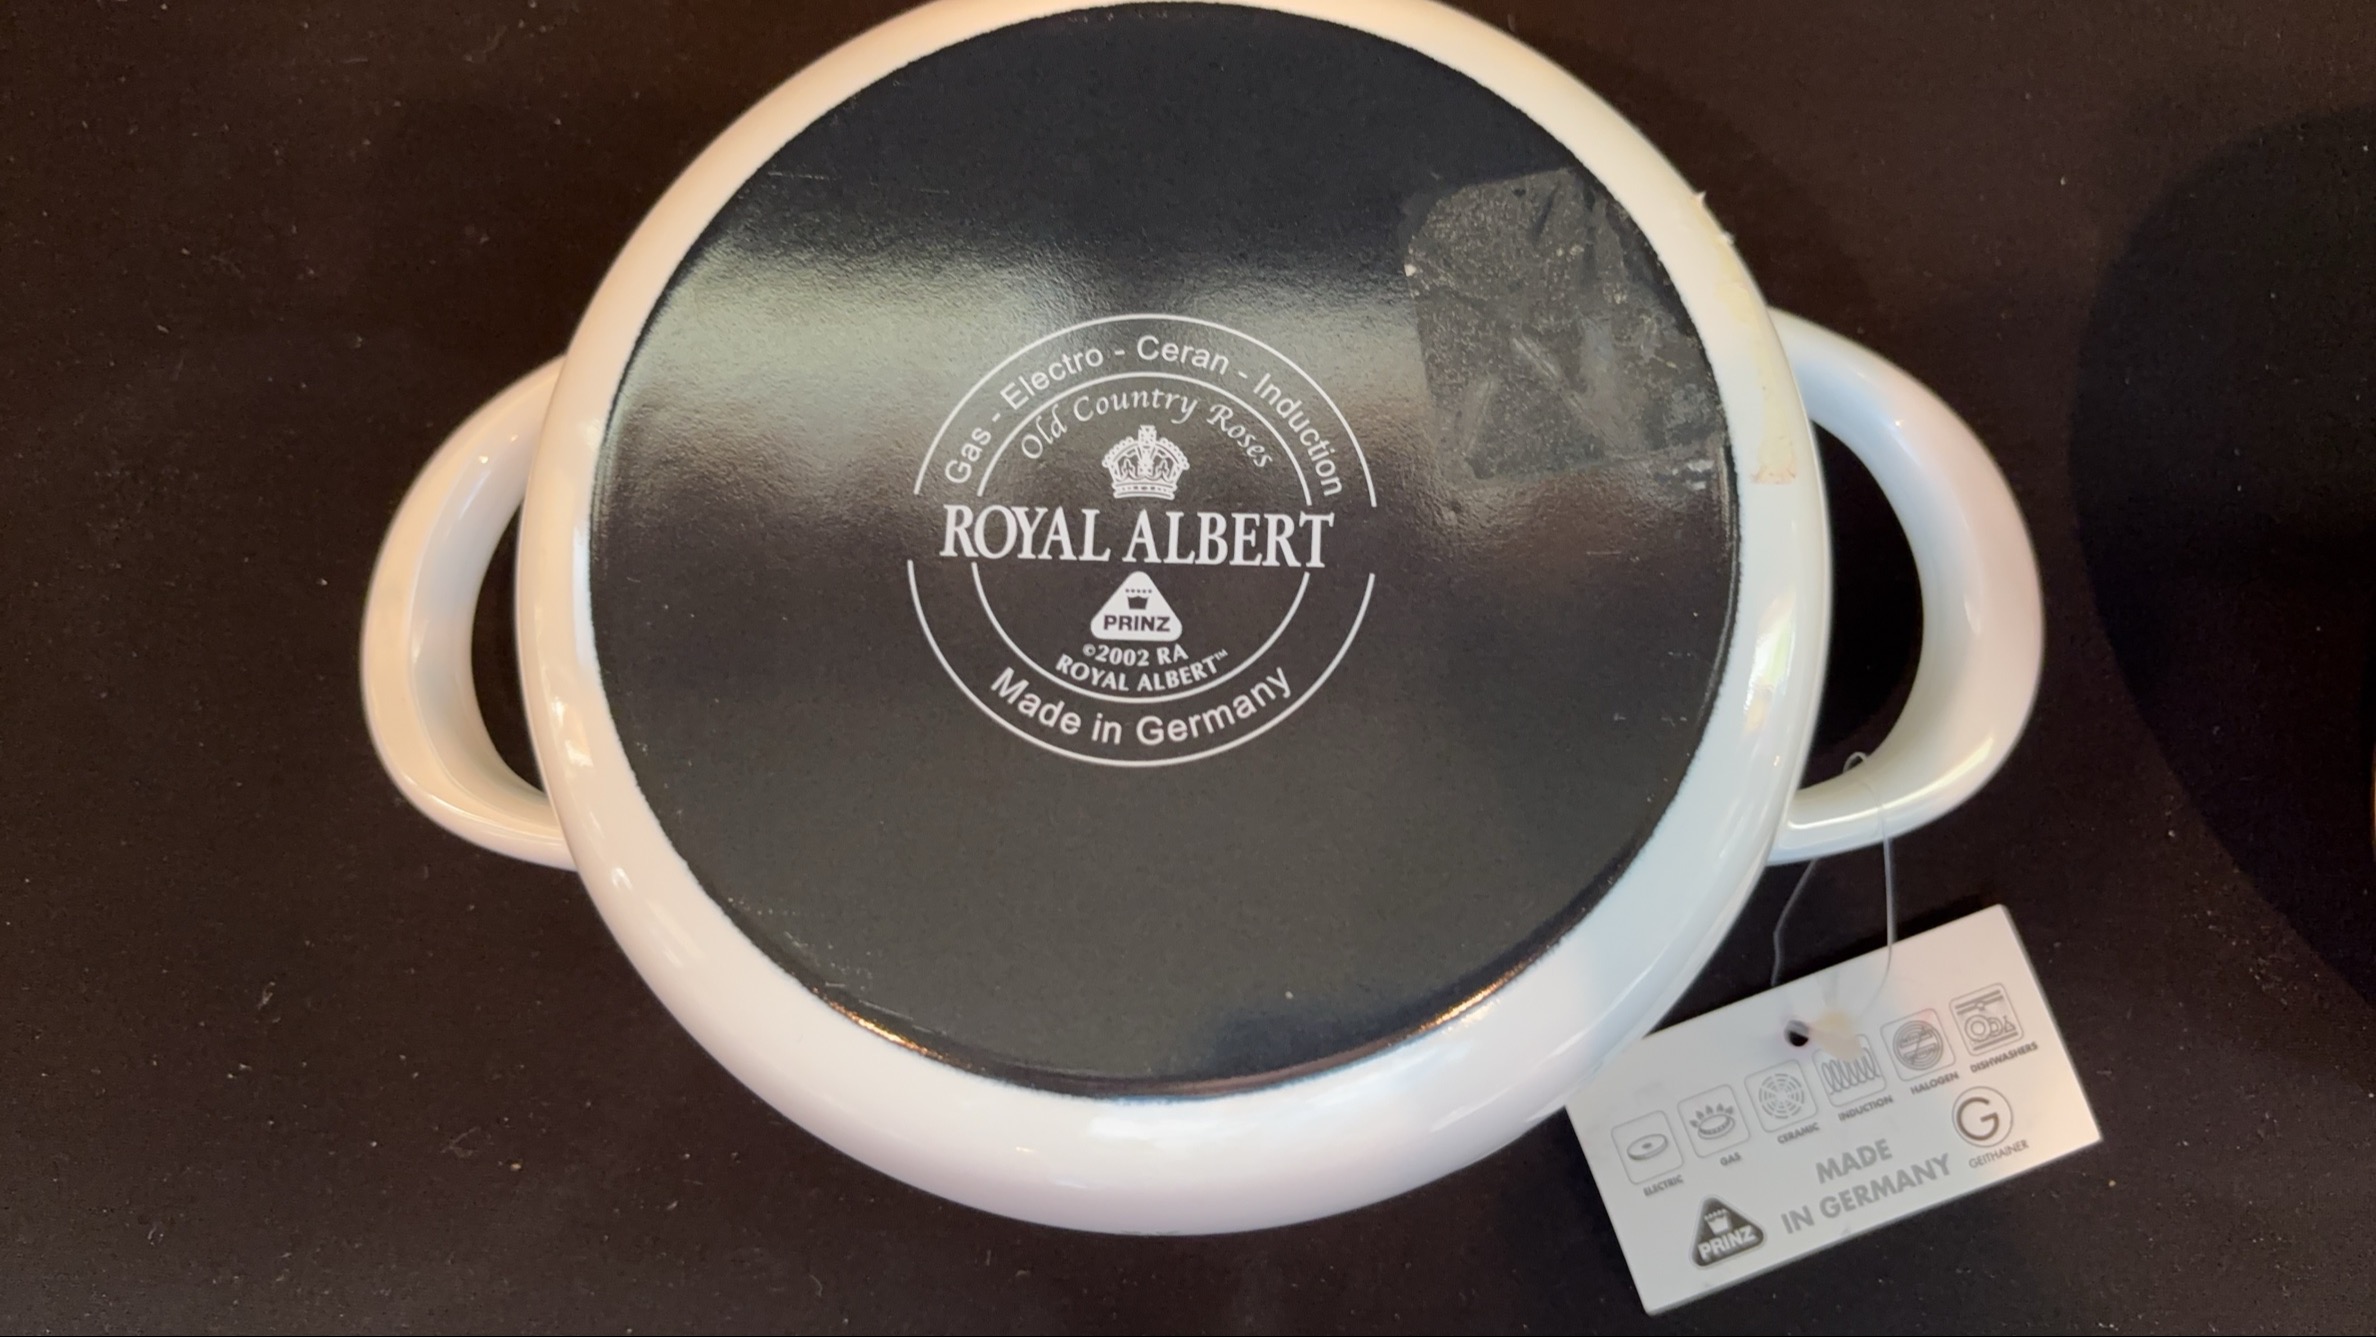 Gas - Electro - Ceran - Induction
Old Country Roses
ROYAL ALBERT
PRINZ
©2002 RA
ROYAL ALBERT™
Made in Germany
ELECTRIC
GAS
CERAMIC
INDUCTION
HALOGEN
DISHWASHERS
G
GEITHAINER
MADE
IN GERMANY
PRINZ